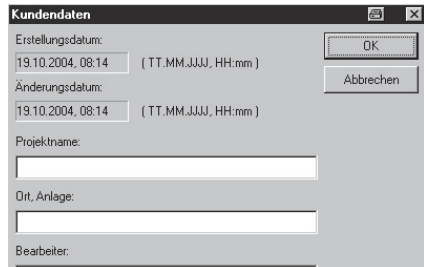 Kundendaten
Erstellungsdatum:
OK
19.10.2004, 08:14 ( TT.MM.JJJJ, HH:mm )
Abbrechen
Änderungsdatum:
19.10.2004, 08:14 ( TT.MM.JJJJ, HH:mm )
Projektname:
Ort, Anlage:
Bearbeiter: